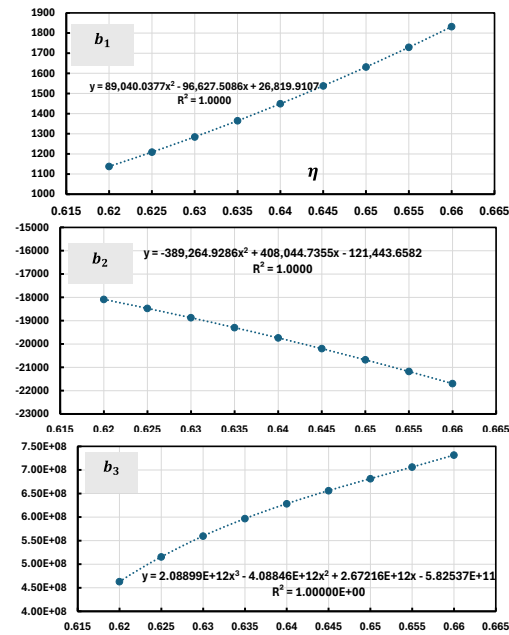 1900
1800
1700
1600
1500
1400
1300
1200
1100
1000
b₁
y = 89,040.0377x² - 96,627.5086x + 26,819.9107
R² = 1.0000
η
0.615 0.62 0.625 0.63 0.635 0.64 0.645 0.65 0.655 0.66 0.665
-15000
-16000
-17000
-18000
-19000
-20000
-21000
-22000
-23000
b₂
y = -389,264.9286x² + 408,044.7355x - 121,443.6582
R² = 1.0000
0.615 0.62 0.625 0.63 0.635 0.64 0.645 0.65 0.655 0.66 0.665
7.50E+08
7.00E+08
6.50E+08
6.00E+08
5.50E+08
5.00E+08
4.50E+08
4.00E+08
b₃
y = 2.08899E+12x³ - 4.08846E+12x² + 2.67216E+12x - 5.82537E+11
R² = 1.00000E+00
0.615 0.62 0.625 0.63 0.635 0.64 0.645 0.65 0.655 0.66 0.665